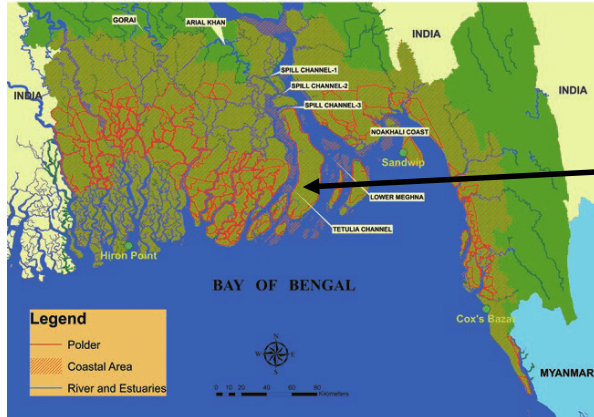 GORAI
ARIAL KHAN
INDIA
INDIA
INDIA
SPILL CHANNEL-1
SPILL CHANNEL-2
SPILL CHANNEL-3
NOAKHALI COAST
Sandwip
LOWER MEGHNA
TETULIA CHANNEL
Hiron Point
BAY OF BENGAL
Cox's Bazar
MYANMAR
Legend
Polder
Coastal Area
River and Estuaries
N
W E
S
0 10 20 40 60 80
Kilometers